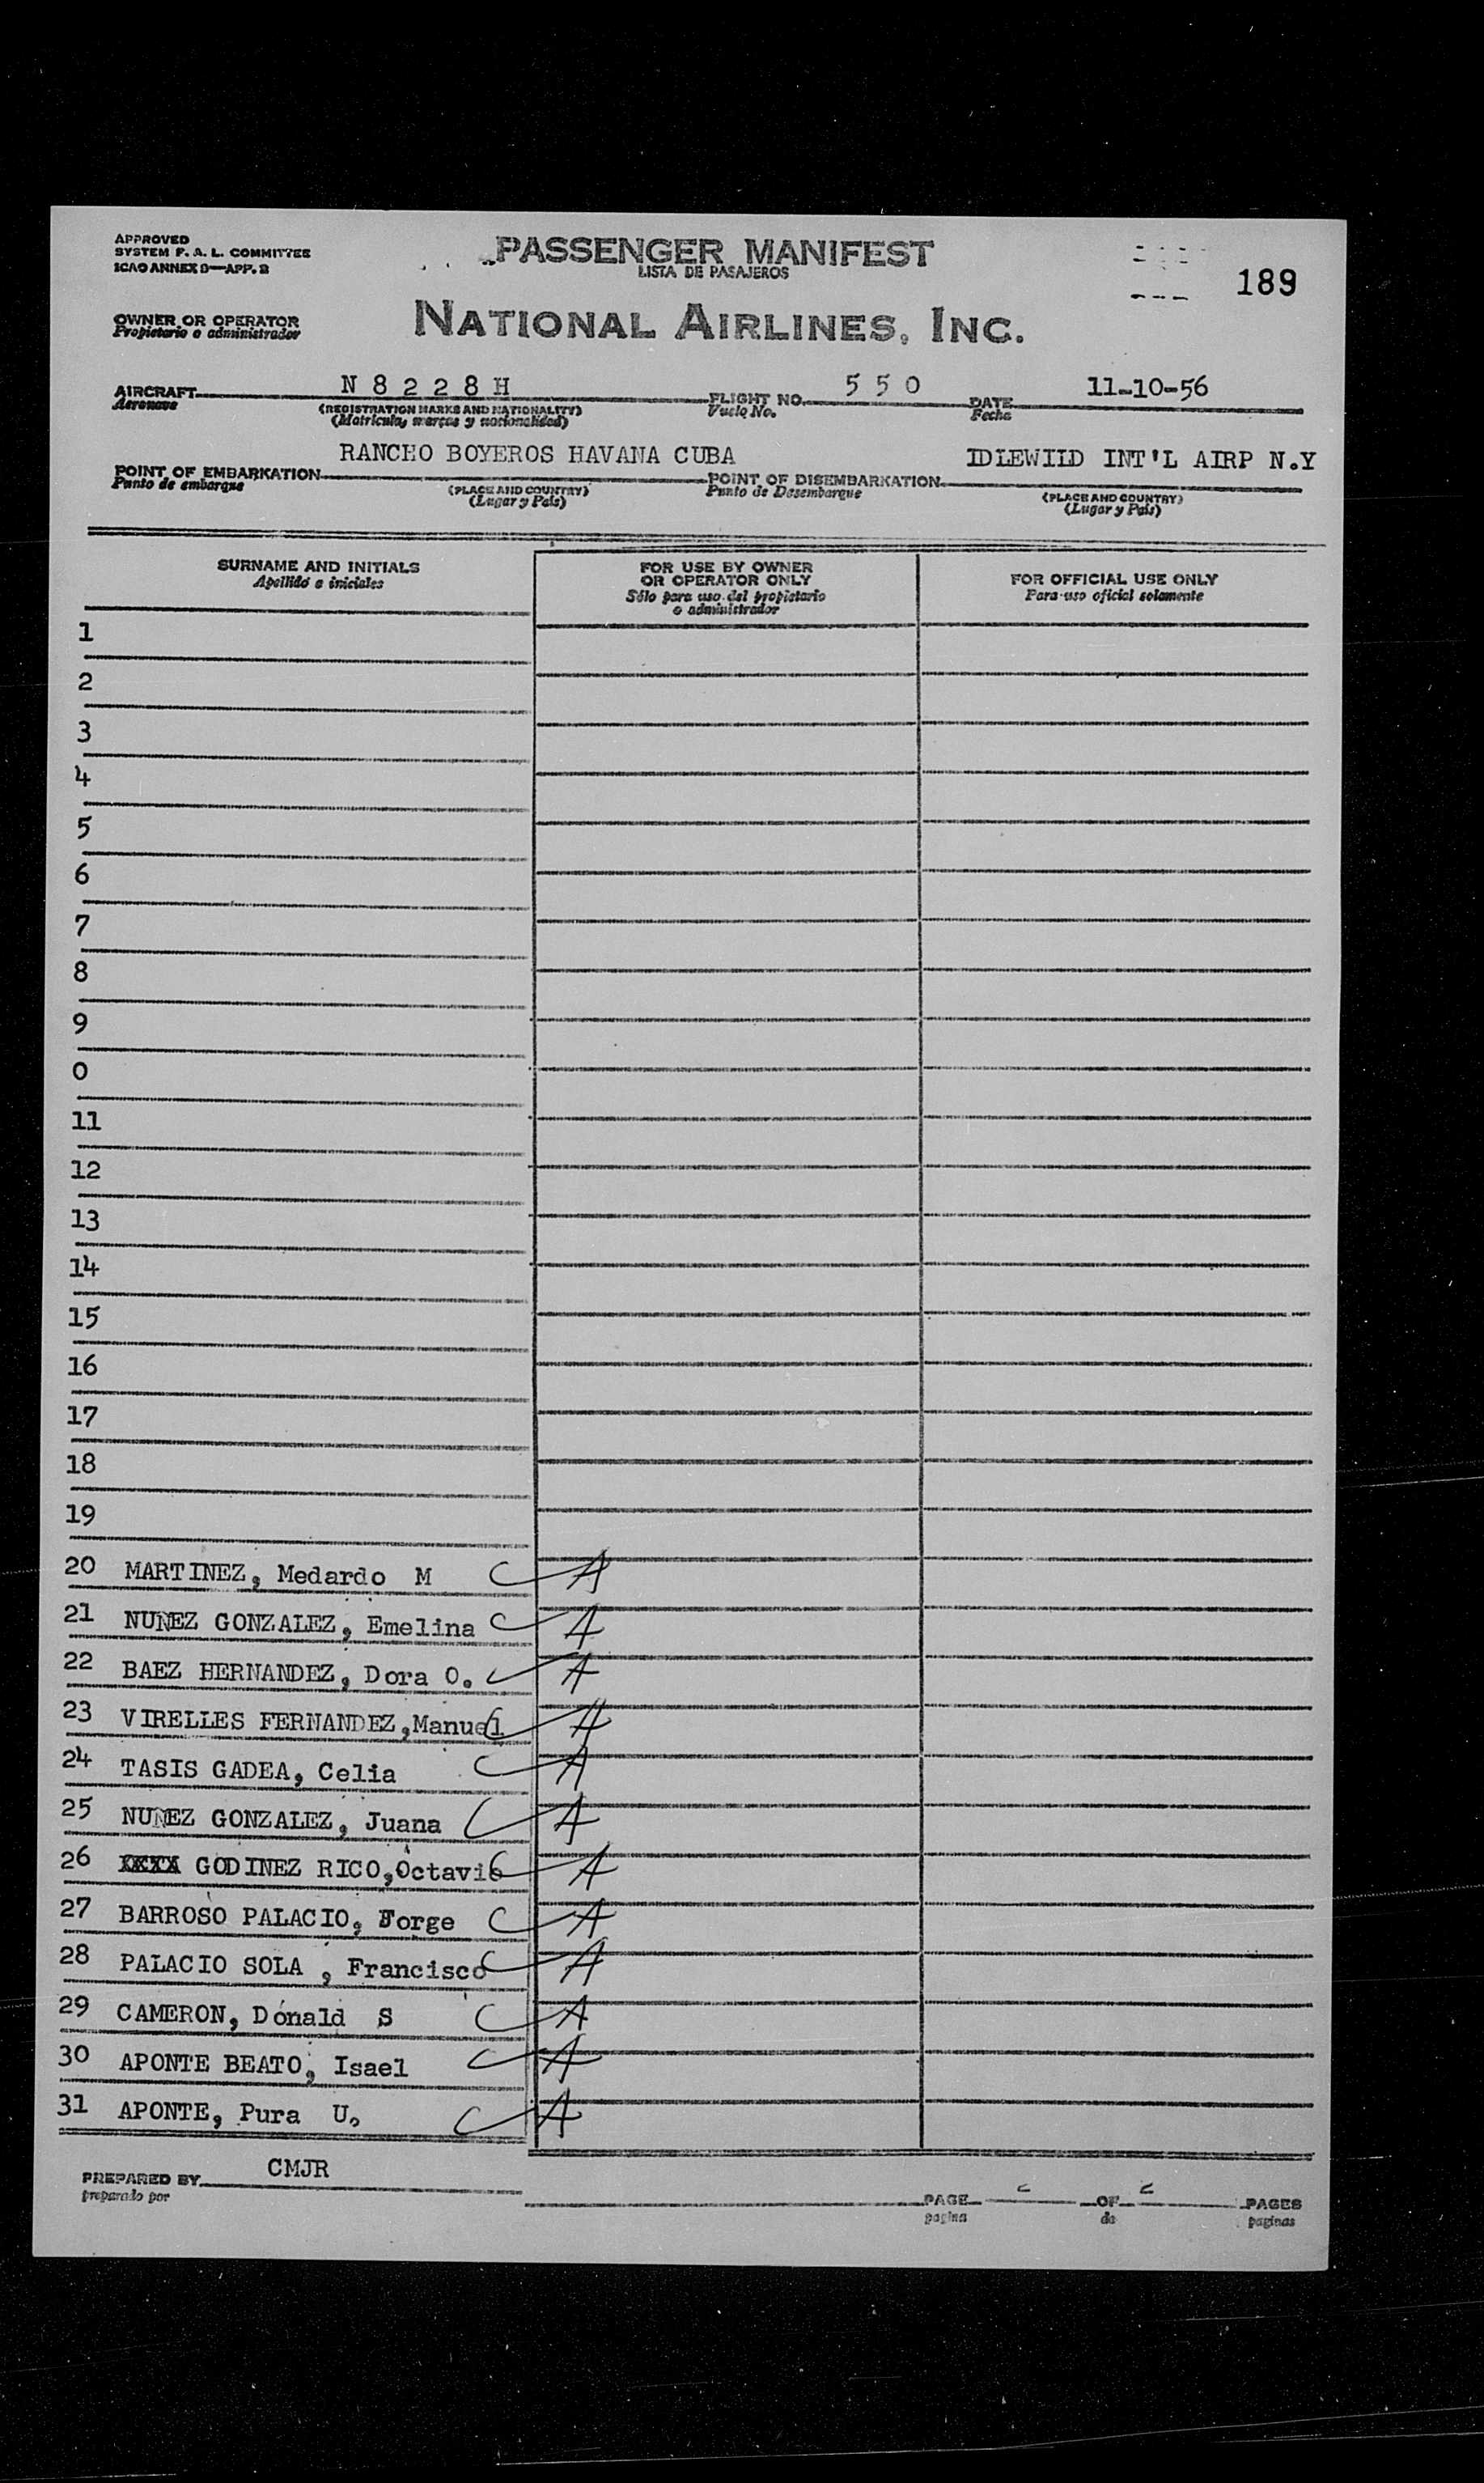 APPROVED
SYSTEM F. A. L. COMMITTEE
ICAO ANNEX 9—APP. 2
PASSENGER MANIFEST
LISTA DE PASAJEROS
189
OWNER OR OPERATOR
Propietario o administrador
NATIONAL AIRLINES, INC.
AIRCRAFT N 8 2 2 8 H FLIGHT NO. 5 5 0 DATE 11-10-56
Aeronave (REGISTRATION MARKS AND NATIONALITY) Vuelo No. Fecha
(Matricula, marcas y nacionalidad)
RANCHO BOYEROS HAVANA CUBA IDLEWILD INT'L AIRP N.Y
POINT OF EMBARKATION POINT OF DISEMBARKATION
Punto de embarque (PLACE AND COUNTRY) Punto de Desembarque (PLACE AND COUNTRY)
(Lugar y País) (Lugar y País)
SURNAME AND INITIALS
Apellido e iniciales
FOR USE BY OWNER
OR OPERATOR ONLY
Sólo para uso del propietario
o administrador
FOR OFFICIAL USE ONLY
Para uso oficial solamente
1
2
3
4
5
6
7
8
9
0
11
12
13
14
15
16
17
18
19
20 MARTINEZ, Medardo M C A
21 NUNEZ GONZALEZ, Emelina C A
22 BAEZ HERNANDEZ, Dora O. A
23 VIRELLES FERNANDEZ,Manuel C A
24 TASIS GADEA, Celia C A
25 NUNEZ GONZALEZ, Juana C A
26 XXXX GODINEZ RICO,Octavio C A
27 BARROSO PALACIO, Jorge C A
28 PALACIO SOLA , Francisco C A
29 CAMERON, Donald S C A
30 APONTE BEATO, Isael C A
31 APONTE, Pura U. C A
PREPARED BY CMJR
preparado por
PAGE OF PAGES
pagina de paginas